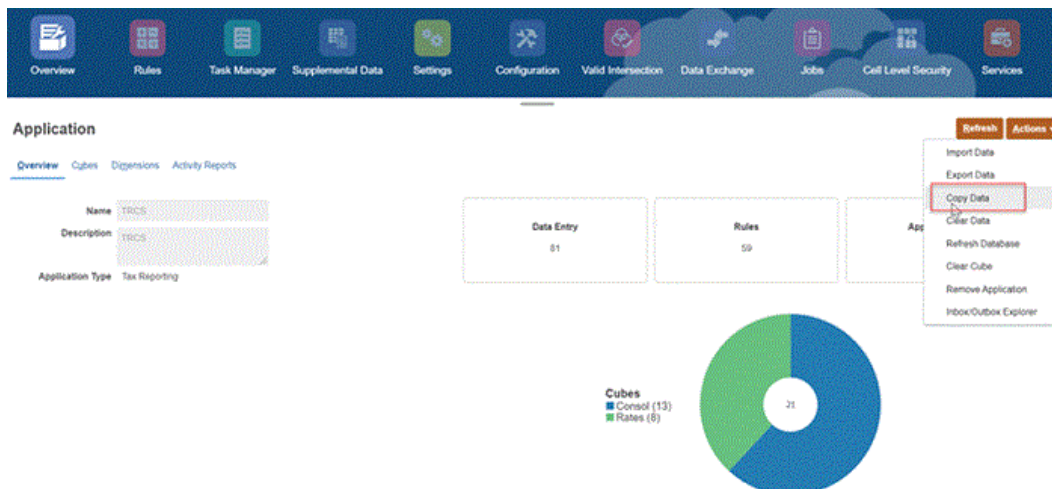 Overview Rules Task Manager Supplemental Data Settings Configuration Valid Intersection Data Exchange Jobs Cell Level Security Services
Application
Refresh Actions
Overview Cubes Dimensions Activity Reports
Import Data
Export Data
Copy Data
Clear Data
Refresh Database
Clear Cube
Remove Application
Inbox/Outbox Explorer
Name TRCS
Description TRCS
Application Type Tax Reporting
Data Entry
81
Rules
59
App
Cubes
Consol (13)
Rates (8)
21